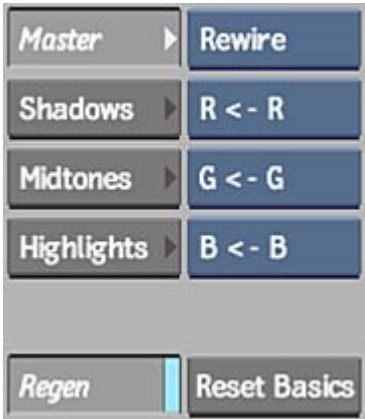 Master Rewire
Shadows R <- R
Midtones G <- G
Highlights B <- B
Regen Reset Basics